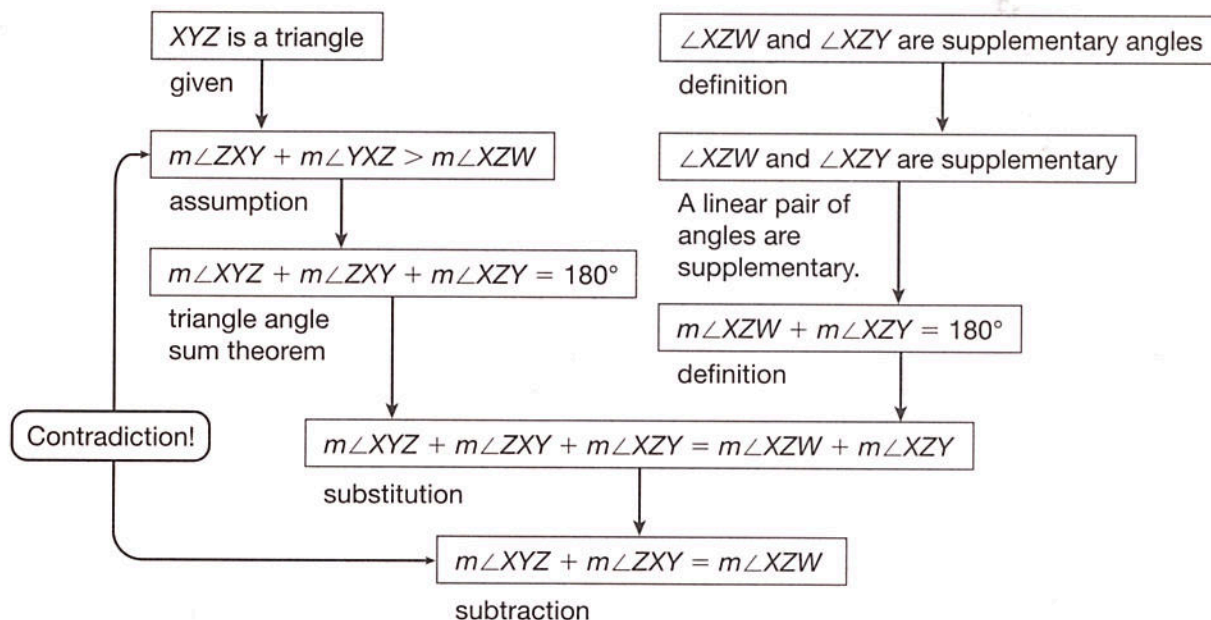 XYZ is a triangle
given
∠XZW and ∠XZY are supplementary angles
definition
m∠ZXY + m∠YXZ > m∠XZW
assumption
∠XZW and ∠XZY are supplementary
A linear pair of
angles are
supplementary.
m∠XYZ + m∠ZXY + m∠XZY = 180°
triangle angle
sum theorem
m∠XZW + m∠XZY = 180°
definition
Contradiction!
m∠XYZ + m∠ZXY + m∠XZY = m∠XZW + m∠XZY
substitution
m∠XYZ + m∠ZXY = m∠XZW
subtraction